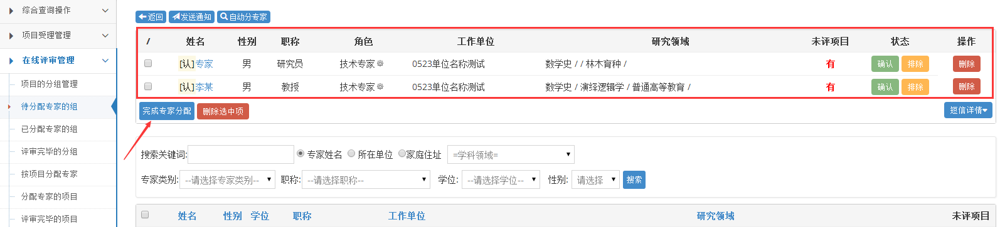 综合查询操作
项目受理管理
在线评审管理
项目的分组管理
待分配专家的组
已分配专家的组
评审完毕的分组
按项目分配专家
分配专家的项目
评审完毕的项目
返回 发送通知 自动分专家
/ 姓名 性别 职称 角色 工作单位 研究领域 未评项目 状态 操作
[认]专家 男 研究员 技术专家 0523单位名称测试 数学史 / / 林木育种 / 有 确认 排除 删除
[认]李某 男 教授 技术专家 0523单位名称测试 数学史 / 演绎逻辑学 / 普通高等教育 / 有 确认 排除 删除
完成专家分配 删除选中项 短信详情
搜索关键词: 专家姓名 所在单位 家庭住址 =学科领域=
专家类别: --请选择专家类别-- 职称: --请选择职称-- 学位: --请选择学位-- 性别: 请选择 搜索
姓名 性别 学位 职称 工作单位 研究领域 未评项目